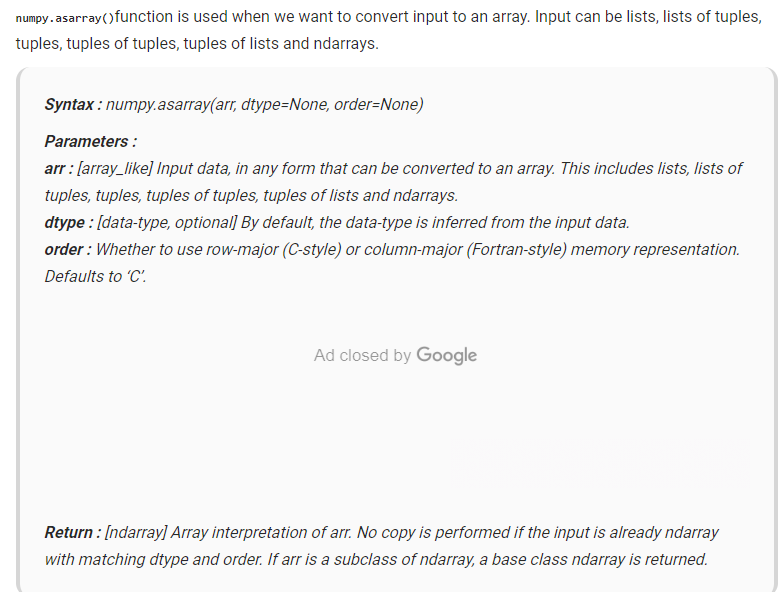 numpy.asarray()function is used when we want to convert input to an array. Input can be lists, lists of tuples,
tuples, tuples of tuples, tuples of lists and ndarrays.
Syntax : numpy.asarray(arr, dtype=None, order=None)
Parameters :
arr : [array_like] Input data, in any form that can be converted to an array. This includes lists, lists of
tuples, tuples, tuples of tuples, tuples of lists and ndarrays.
dtype : [data-type, optional] By default, the data-type is inferred from the input data.
order : Whether to use row-major (C-style) or column-major (Fortran-style) memory representation.
Defaults to ‘C’.
Ad closed by Google
Return : [ndarray] Array interpretation of arr. No copy is performed if the input is already ndarray
with matching dtype and order. If arr is a subclass of ndarray, a base class ndarray is returned.